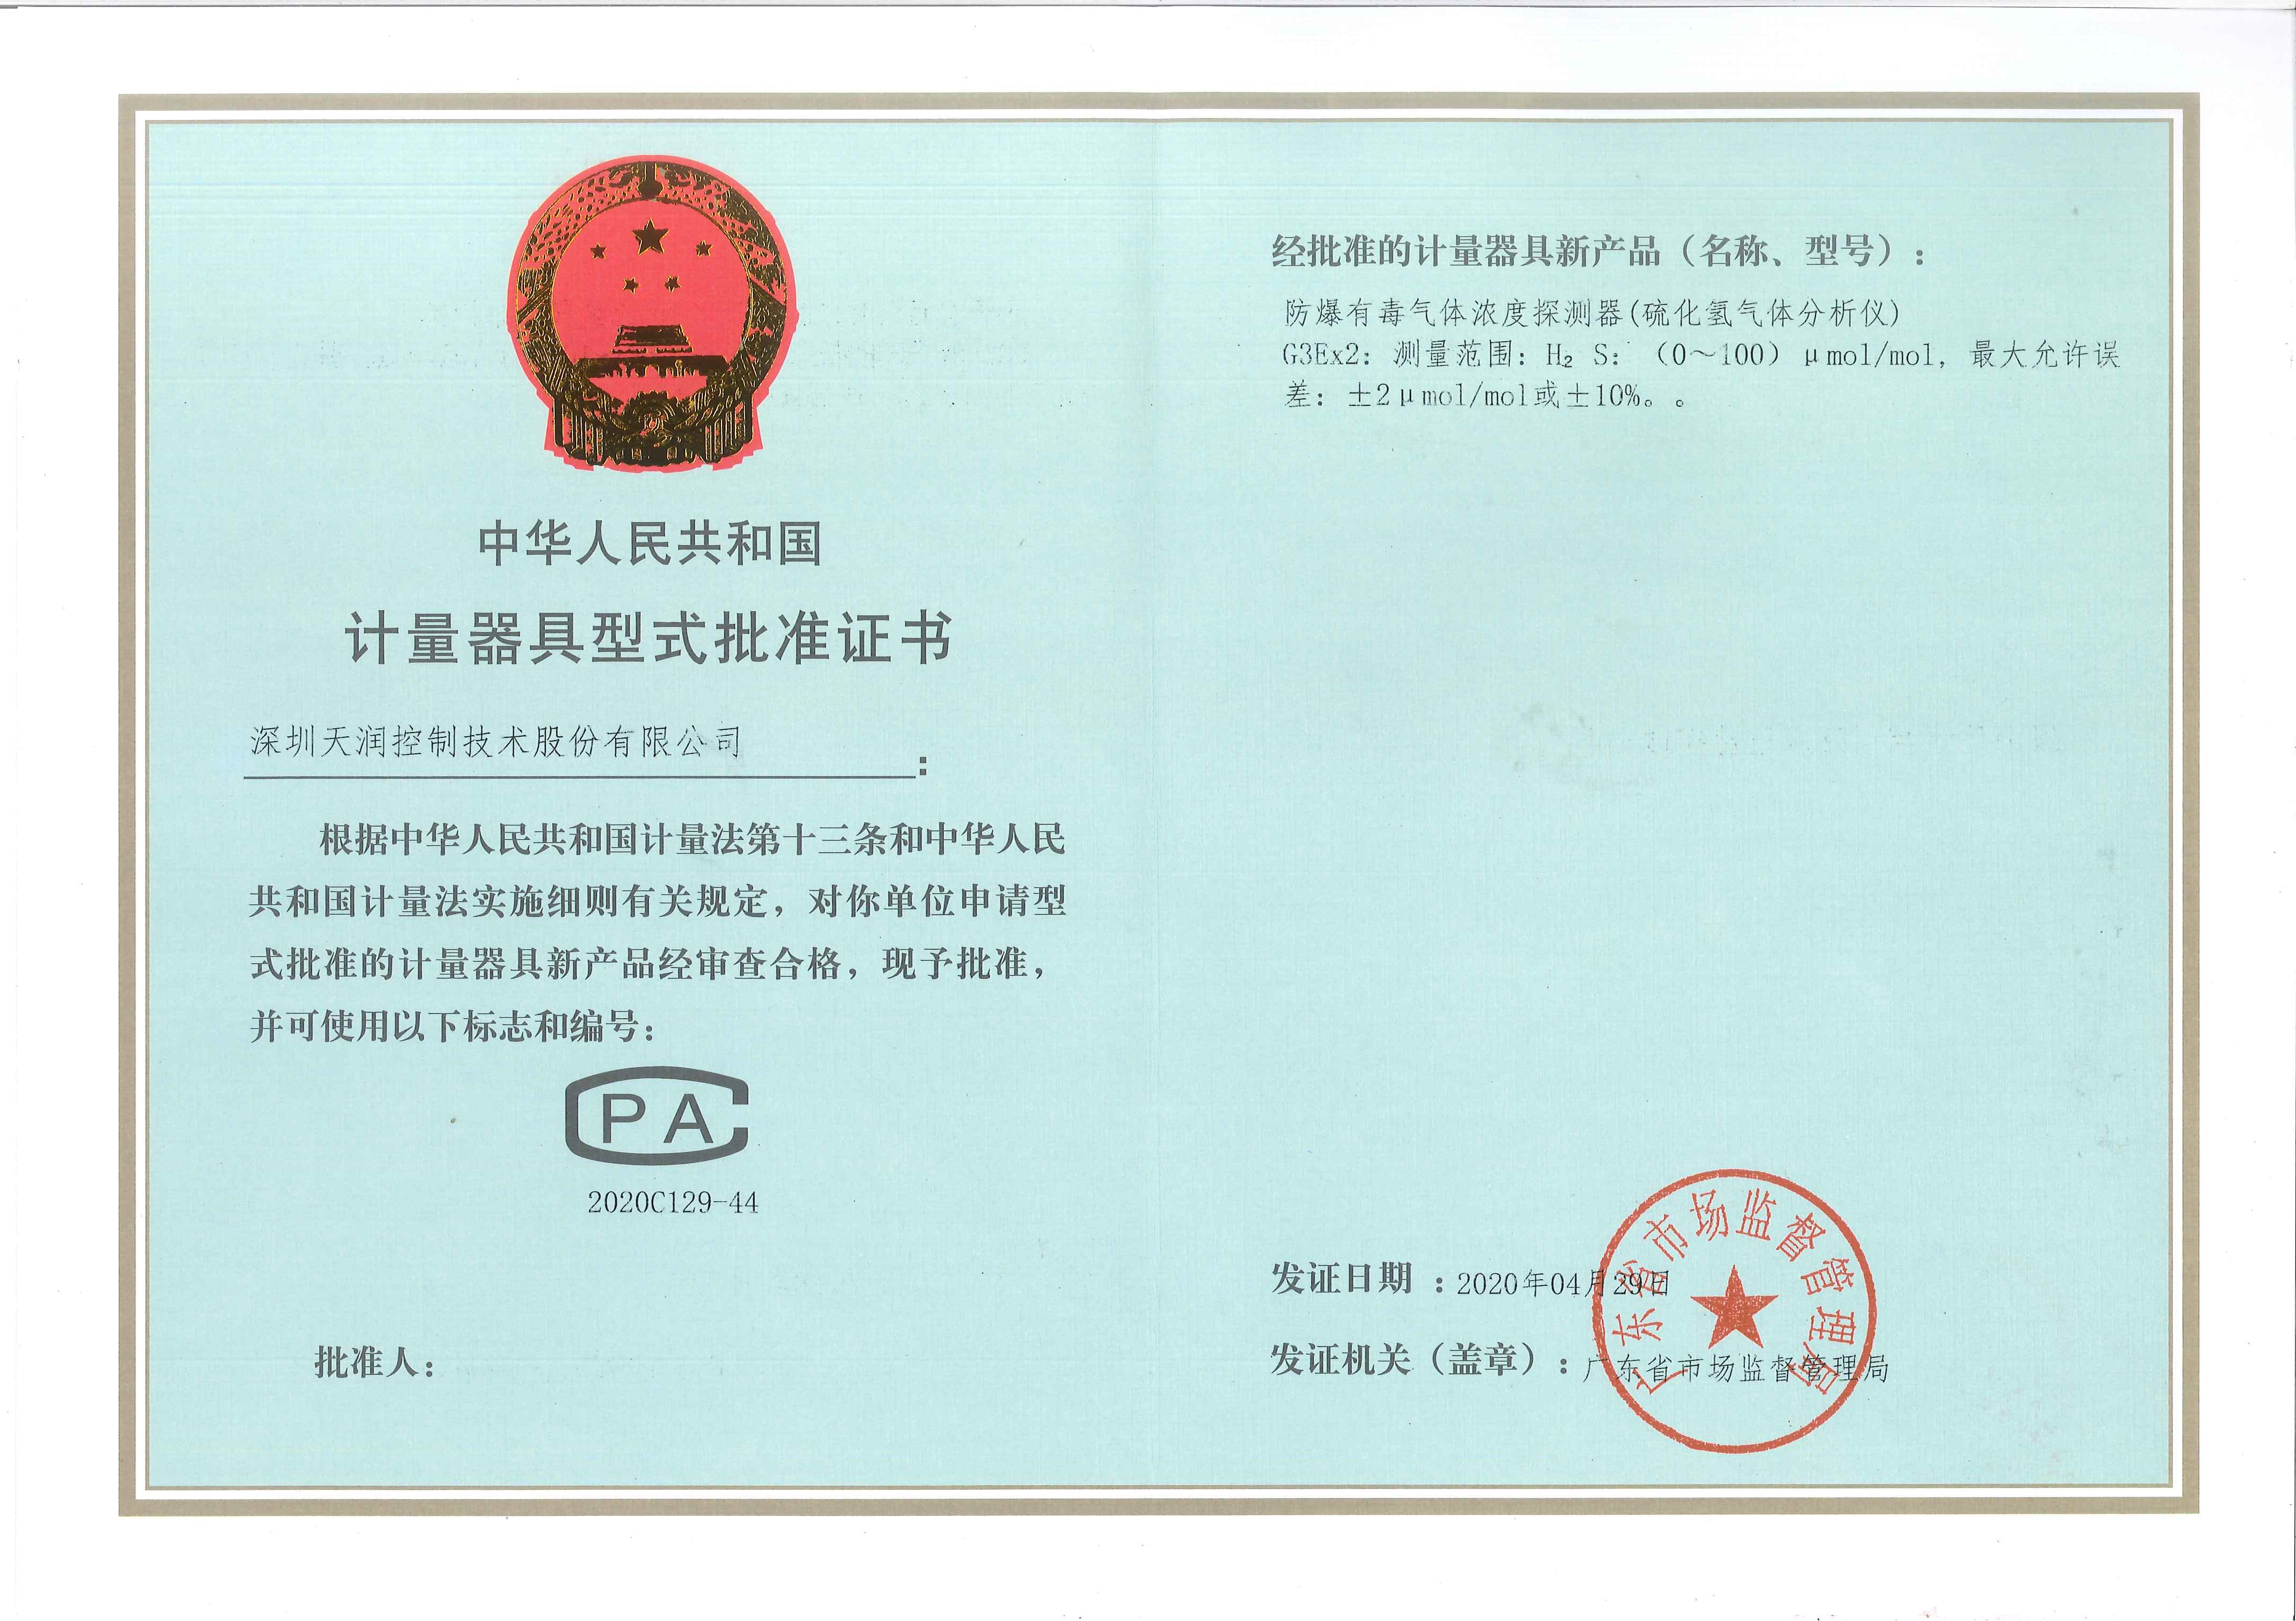 中华人民共和国
计量器具型式批准证书
深圳天润控制技术股份有限公司:
根据中华人民共和国计量法第十三条和中华人民
共和国计量法实施细则有关规定，对你单位申请型
式批准的计量器具新产品经审查合格，现予批准，
并可使用以下标志和编号：
CPA
2020C129-44
批准人：
经批准的计量器具新产品（名称、型号）：
防爆有毒气体浓度探测器(硫化氢气体分析仪)
G3Ex2：测量范围：H₂ S：（0～100）μmol/mol，最大允许误
差：±2μmol/mol或±10%。。
发证日期：2020年04月29日
发证机关（盖章）：广东省市场监督管理局
广东省市场监督管理局